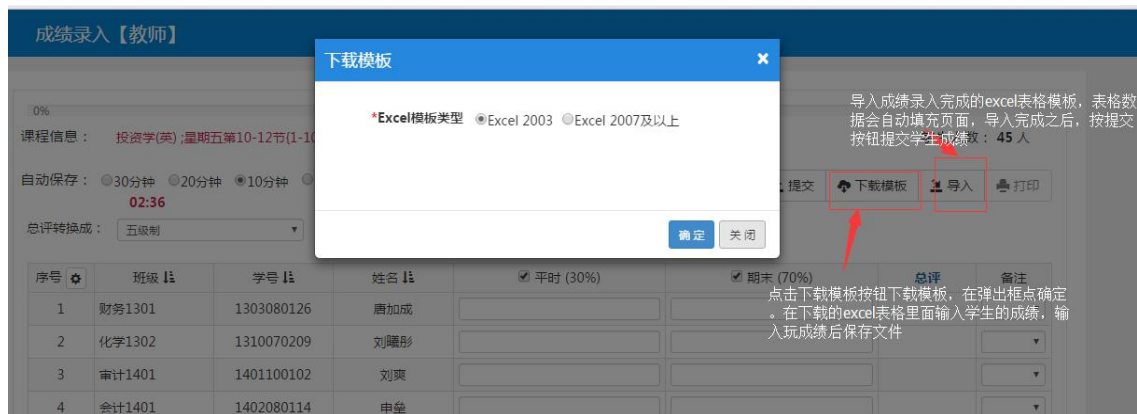 成绩录入【教师】
下载模板
×
*Excel模板类型 Excel 2003 Excel 2007及以上
确定 关闭
导入成绩录入完成的excel表格模板，表格数
据会自动填充页面，导入完成之后，按提交
按钮提交学生成绩
0%
课程信息： 投资学(英) ;星期五第10-12节(1-10
数：45 人
自动保存： 30分钟 20分钟 10分钟
02:36
提交 下载模板 导入 打印
总评转换成： 五级制
序号 班级 学号 姓名 平时 (30%) 期末 (70%) 总评 备注
1 财务1301 1303080126 唐加成
2 化学1302 1310070209 刘曦彤
3 审计1401 1401100102 刘爽
4 会计1401 1402080114 申垒
点击下载模板按钮下载模板，在弹出框点确定
。在下载的excel表格里面输入学生的成绩，输
入玩成绩后保存文件